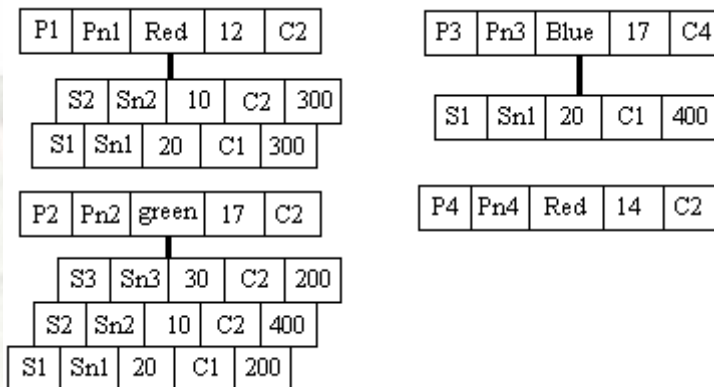 P1 Pn1 Red 12 C2
S2 Sn2 10 C2 300
S1 Sn1 20 C1 300
P2 Pn2 green 17 C2
S3 Sn3 30 C2 200
S2 Sn2 10 C2 400
S1 Sn1 20 C1 200
P3 Pn3 Blue 17 C4
S1 Sn1 20 C1 400
P4 Pn4 Red 14 C2